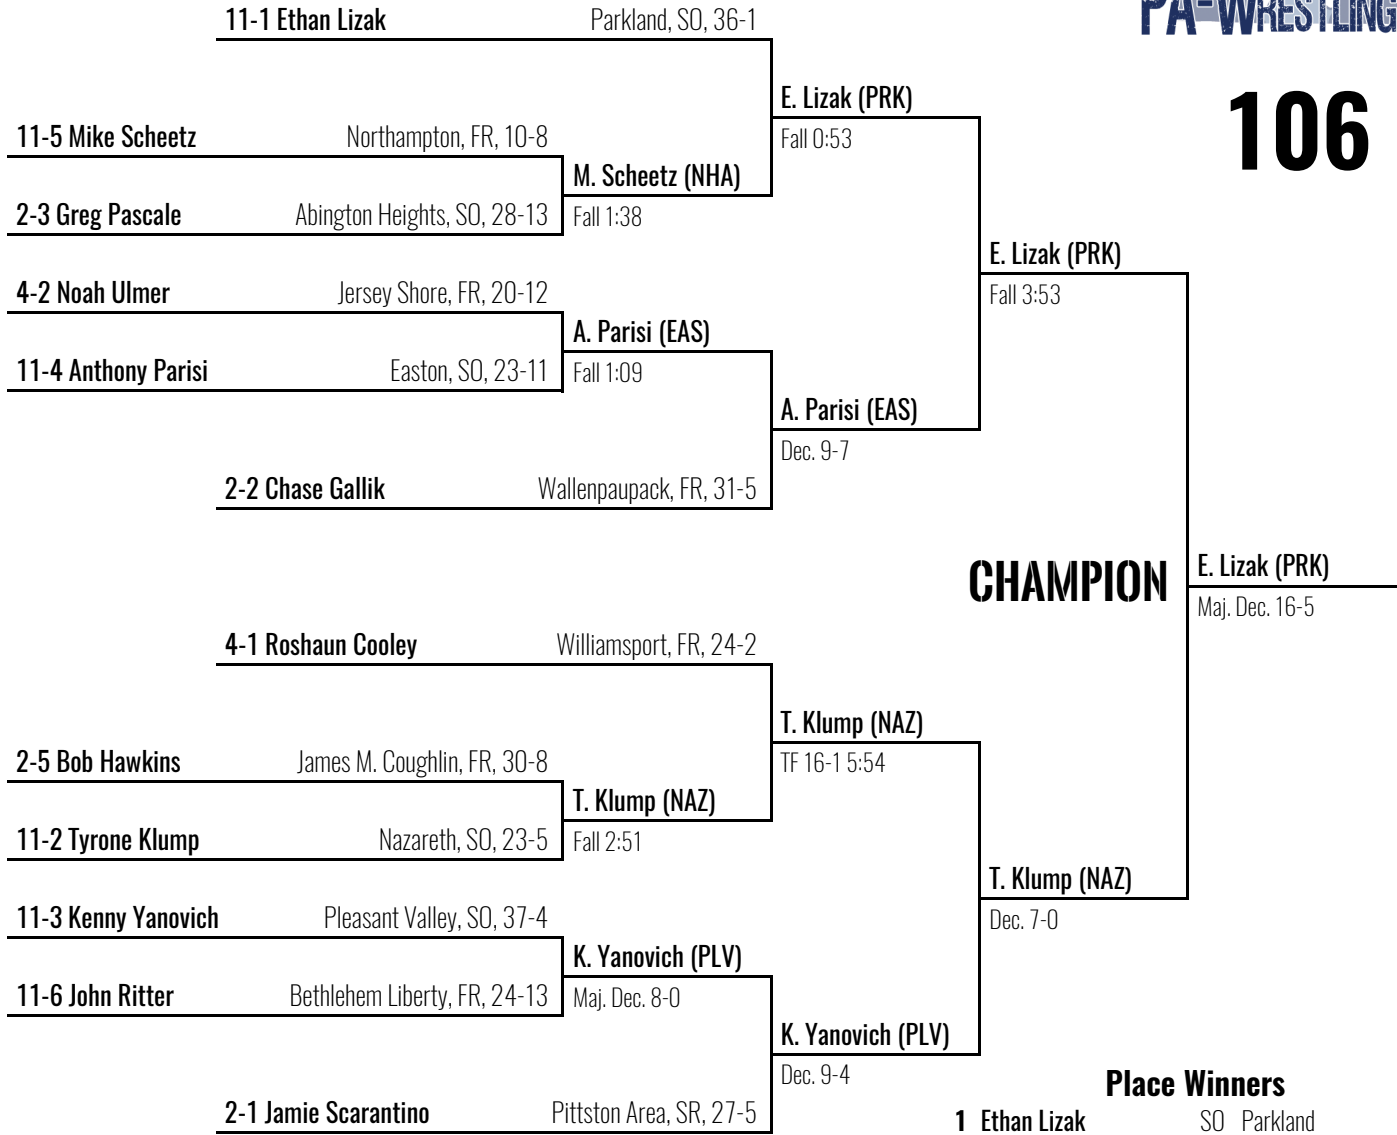 11-1 Ethan Lizak Parkland, SO, 36-1
PA-WRESTLING
E. Lizak (PRK)
106
11-5 Mike Scheetz Northampton, FR, 10-8
Fall 0:53
M. Scheetz (NHA)
2-3 Greg Pascale Abington Heights, SO, 28-13
Fall 1:38
E. Lizak (PRK)
4-2 Noah Ulmer Jersey Shore, FR, 20-12
Fall 3:53
A. Parisi (EAS)
11-4 Anthony Parisi Easton, SO, 23-11
Fall 1:09
A. Parisi (EAS)
Dec. 9-7
2-2 Chase Gallik Wallenpaupack, FR, 31-5
CHAMPION
E. Lizak (PRK)
Maj. Dec. 16-5
4-1 Roshaun Cooley Williamsport, FR, 24-2
T. Klump (NAZ)
2-5 Bob Hawkins James M. Coughlin, FR, 30-8
TF 16-1 5:54
T. Klump (NAZ)
11-2 Tyrone Klump Nazareth, SO, 23-5
Fall 2:51
T. Klump (NAZ)
11-3 Kenny Yanovich Pleasant Valley, SO, 37-4
Dec. 7-0
K. Yanovich (PLV)
11-6 John Ritter Bethlehem Liberty, FR, 24-13
Maj. Dec. 8-0
K. Yanovich (PLV)
Dec. 9-4
Place Winners
2-1 Jamie Scarantino Pittston Area, SR, 27-5
1 Ethan Lizak SO Parkland